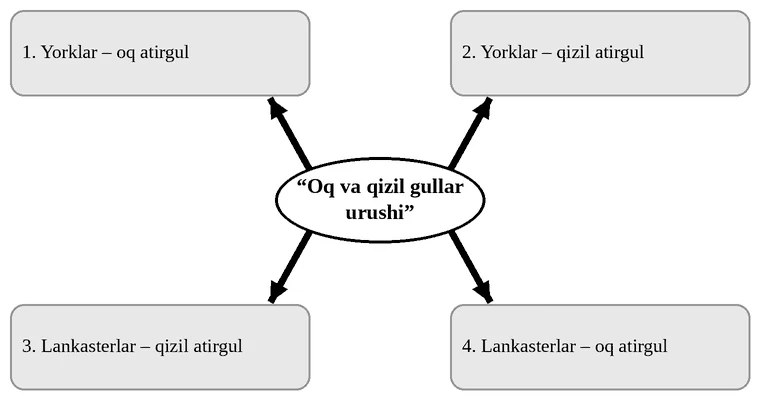 1. Yorklar – oq atirgul
2. Yorklar – qizil atirgul
“Oq va qizil gullar
urushi”
3. Lankasterlar – qizil atirgul
4. Lankasterlar – oq atirgul